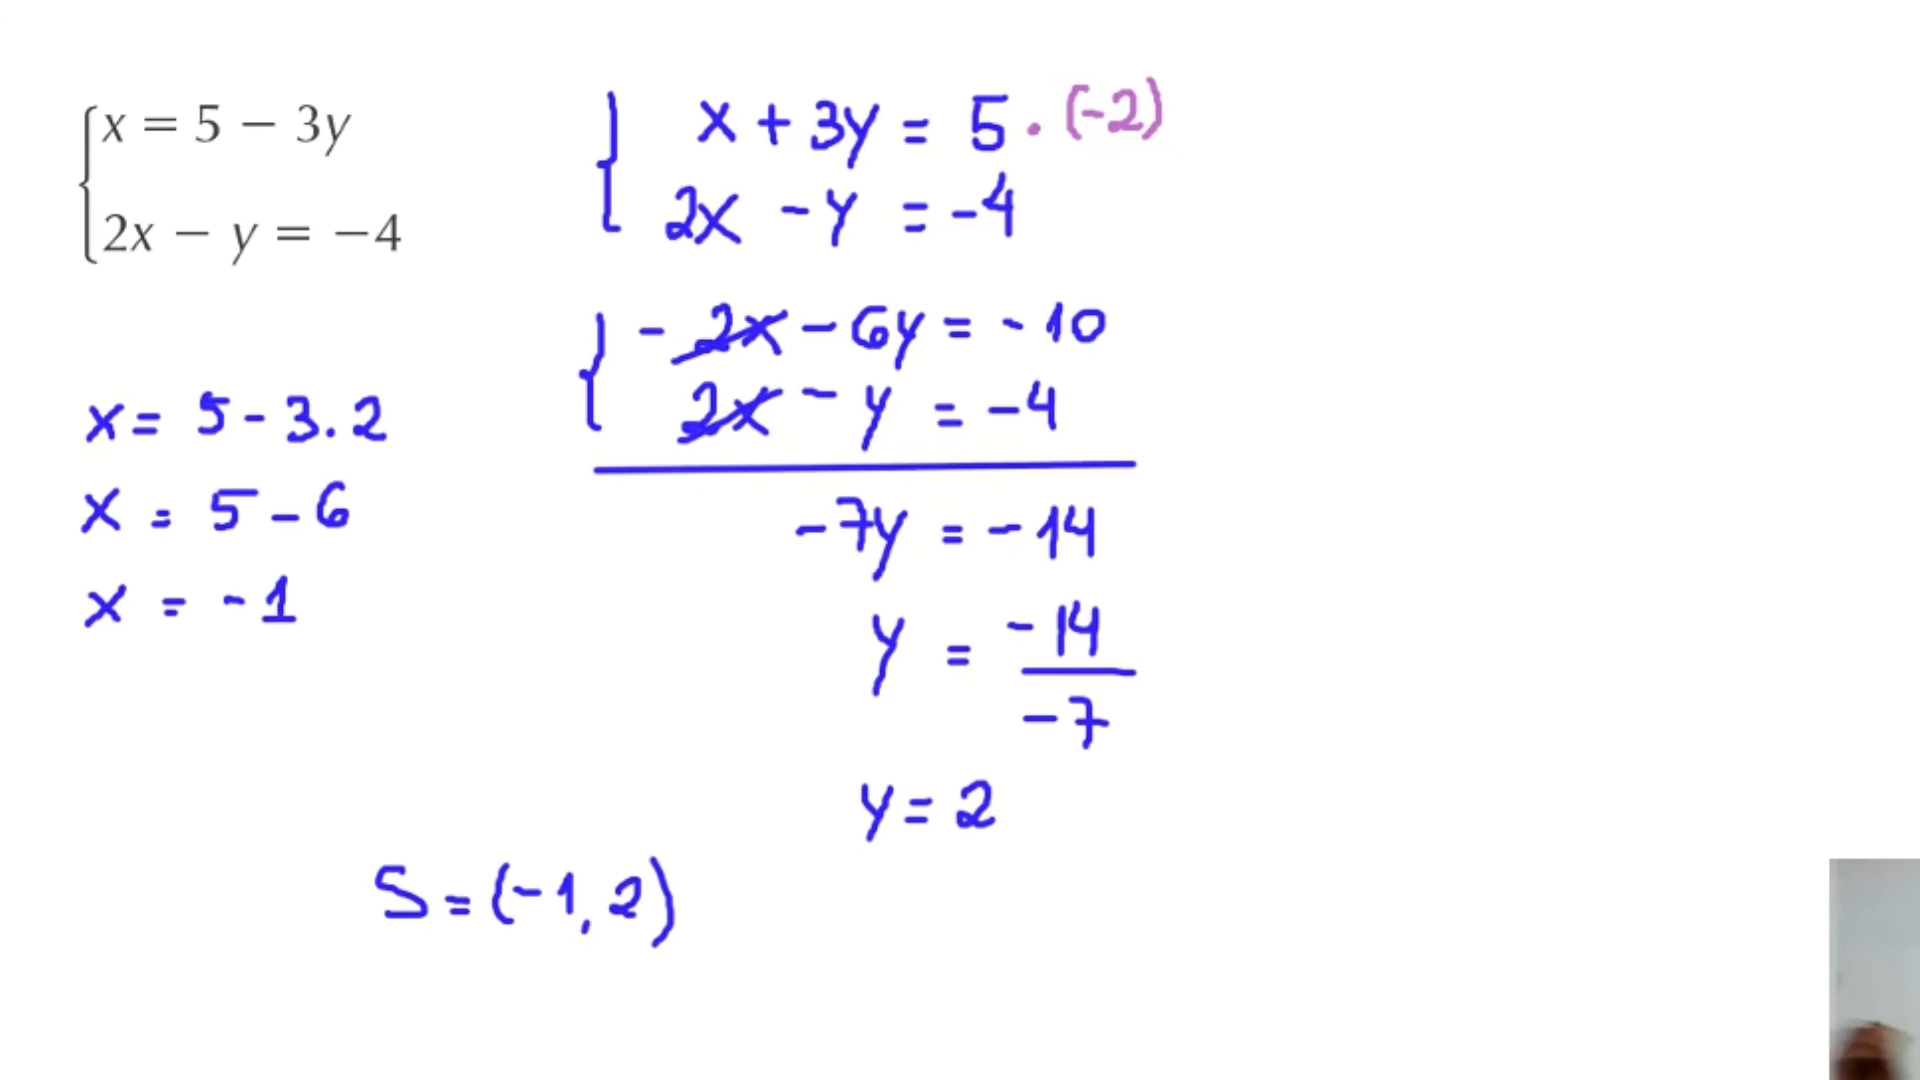 x = 5 − 3y
2x − y = −4
x = 5 - 3.2
x = 5 - 6
x = -1
x + 3y = 5 . (-2)
2x - y = -4
-2x - 6y = -10
2x - y = -4
-7y = -14
y = -14
-7
y = 2
S = (-1, 2)